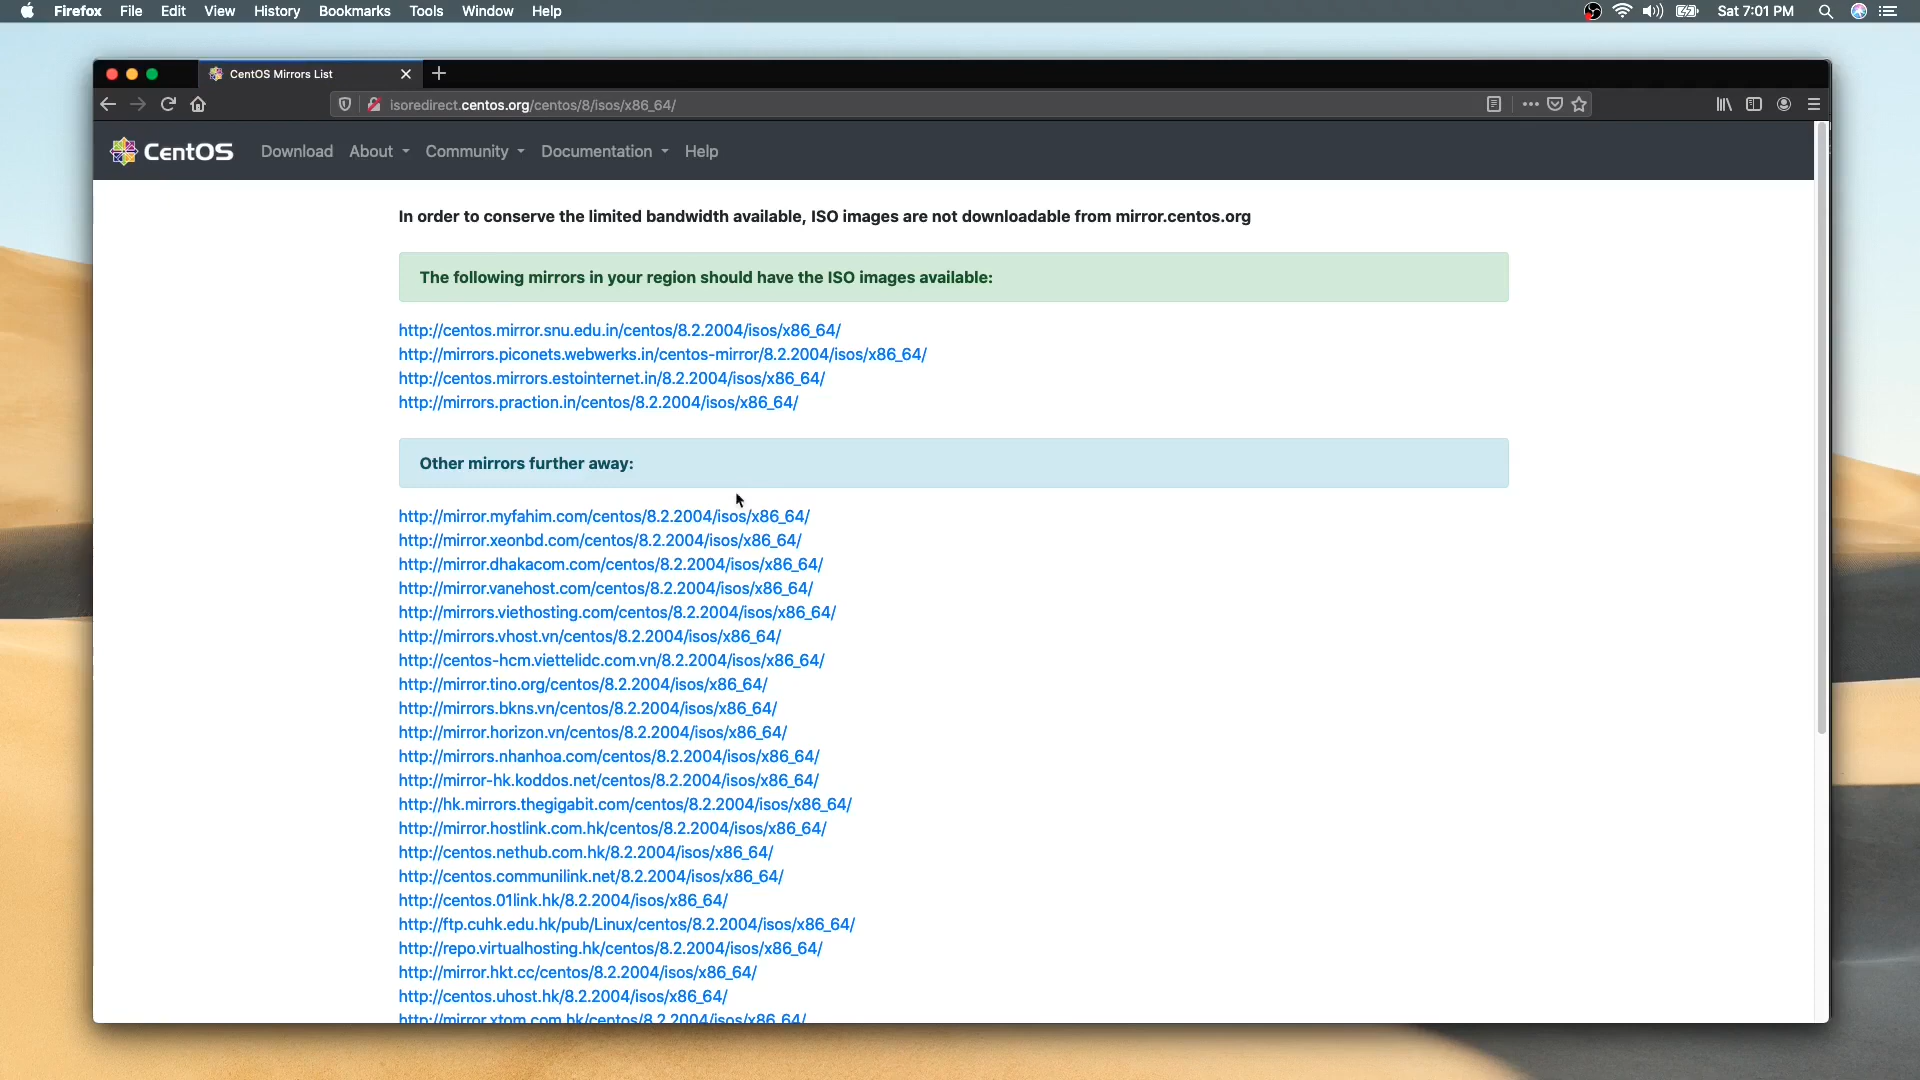 Firefox File Edit View History Bookmarks Tools Window Help Sat 7:01 PM
CentOS Mirrors List
isoredirect.centos.org/centos/8/isos/x86_64/
CentOS Download About Community Documentation Help
In order to conserve the limited bandwidth available, ISO images are not downloadable from mirror.centos.org
The following mirrors in your region should have the ISO images available:
http://centos.mirror.snu.edu.in/centos/8.2.2004/isos/x86_64/
http://mirrors.piconets.webwerks.in/centos-mirror/8.2.2004/isos/x86_64/
http://centos.mirrors.estointernet.in/8.2.2004/isos/x86_64/
http://mirrors.praction.in/centos/8.2.2004/isos/x86_64/
Other mirrors further away:
http://mirror.myfahim.com/centos/8.2.2004/isos/x86_64/
http://mirror.xeonbd.com/centos/8.2.2004/isos/x86_64/
http://mirror.dhakacom.com/centos/8.2.2004/isos/x86_64/
http://mirror.vanehost.com/centos/8.2.2004/isos/x86_64/
http://mirrors.viethosting.com/centos/8.2.2004/isos/x86_64/
http://mirrors.vhost.vn/centos/8.2.2004/isos/x86_64/
http://centos-hcm.viettelidc.com.vn/8.2.2004/isos/x86_64/
http://mirror.tino.org/centos/8.2.2004/isos/x86_64/
http://mirrors.bkns.vn/centos/8.2.2004/isos/x86_64/
http://mirror.horizon.vn/centos/8.2.2004/isos/x86_64/
http://mirrors.nhanhoa.com/centos/8.2.2004/isos/x86_64/
http://mirror-hk.koddos.net/centos/8.2.2004/isos/x86_64/
http://hk.mirrors.thegigabit.com/centos/8.2.2004/isos/x86_64/
http://mirror.hostlink.com.hk/centos/8.2.2004/isos/x86_64/
http://centos.nethub.com.hk/8.2.2004/isos/x86_64/
http://centos.communilink.net/8.2.2004/isos/x86_64/
http://centos.01link.hk/8.2.2004/isos/x86_64/
http://ftp.cuhk.edu.hk/pub/Linux/centos/8.2.2004/isos/x86_64/
http://repo.virtualhosting.hk/centos/8.2.2004/isos/x86_64/
http://mirror.hkt.cc/centos/8.2.2004/isos/x86_64/
http://centos.uhost.hk/8.2.2004/isos/x86_64/
http://mirror.xtom.com.hk/centos/8.2.2004/isos/x86_64/